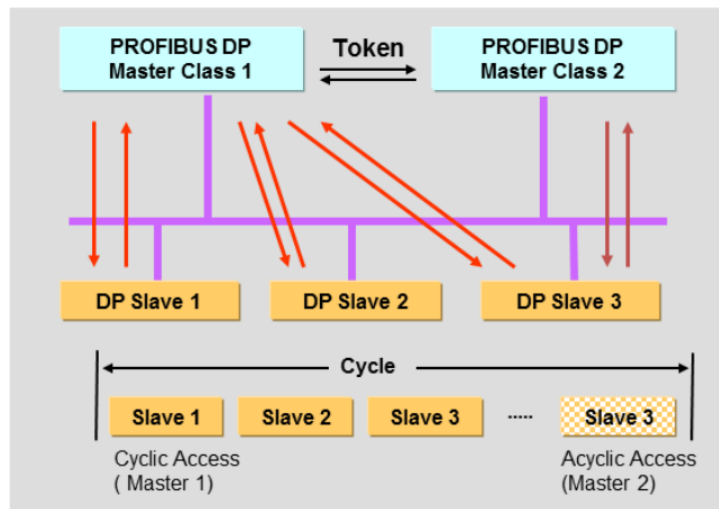 PROFIBUS DP
Master Class 1
Token
PROFIBUS DP
Master Class 2
DP Slave 1
DP Slave 2
DP Slave 3
Cycle
Slave 1
Slave 2
Slave 3
.....
Slave 3
Cyclic Access
( Master 1)
Acyclic Access
(Master 2)